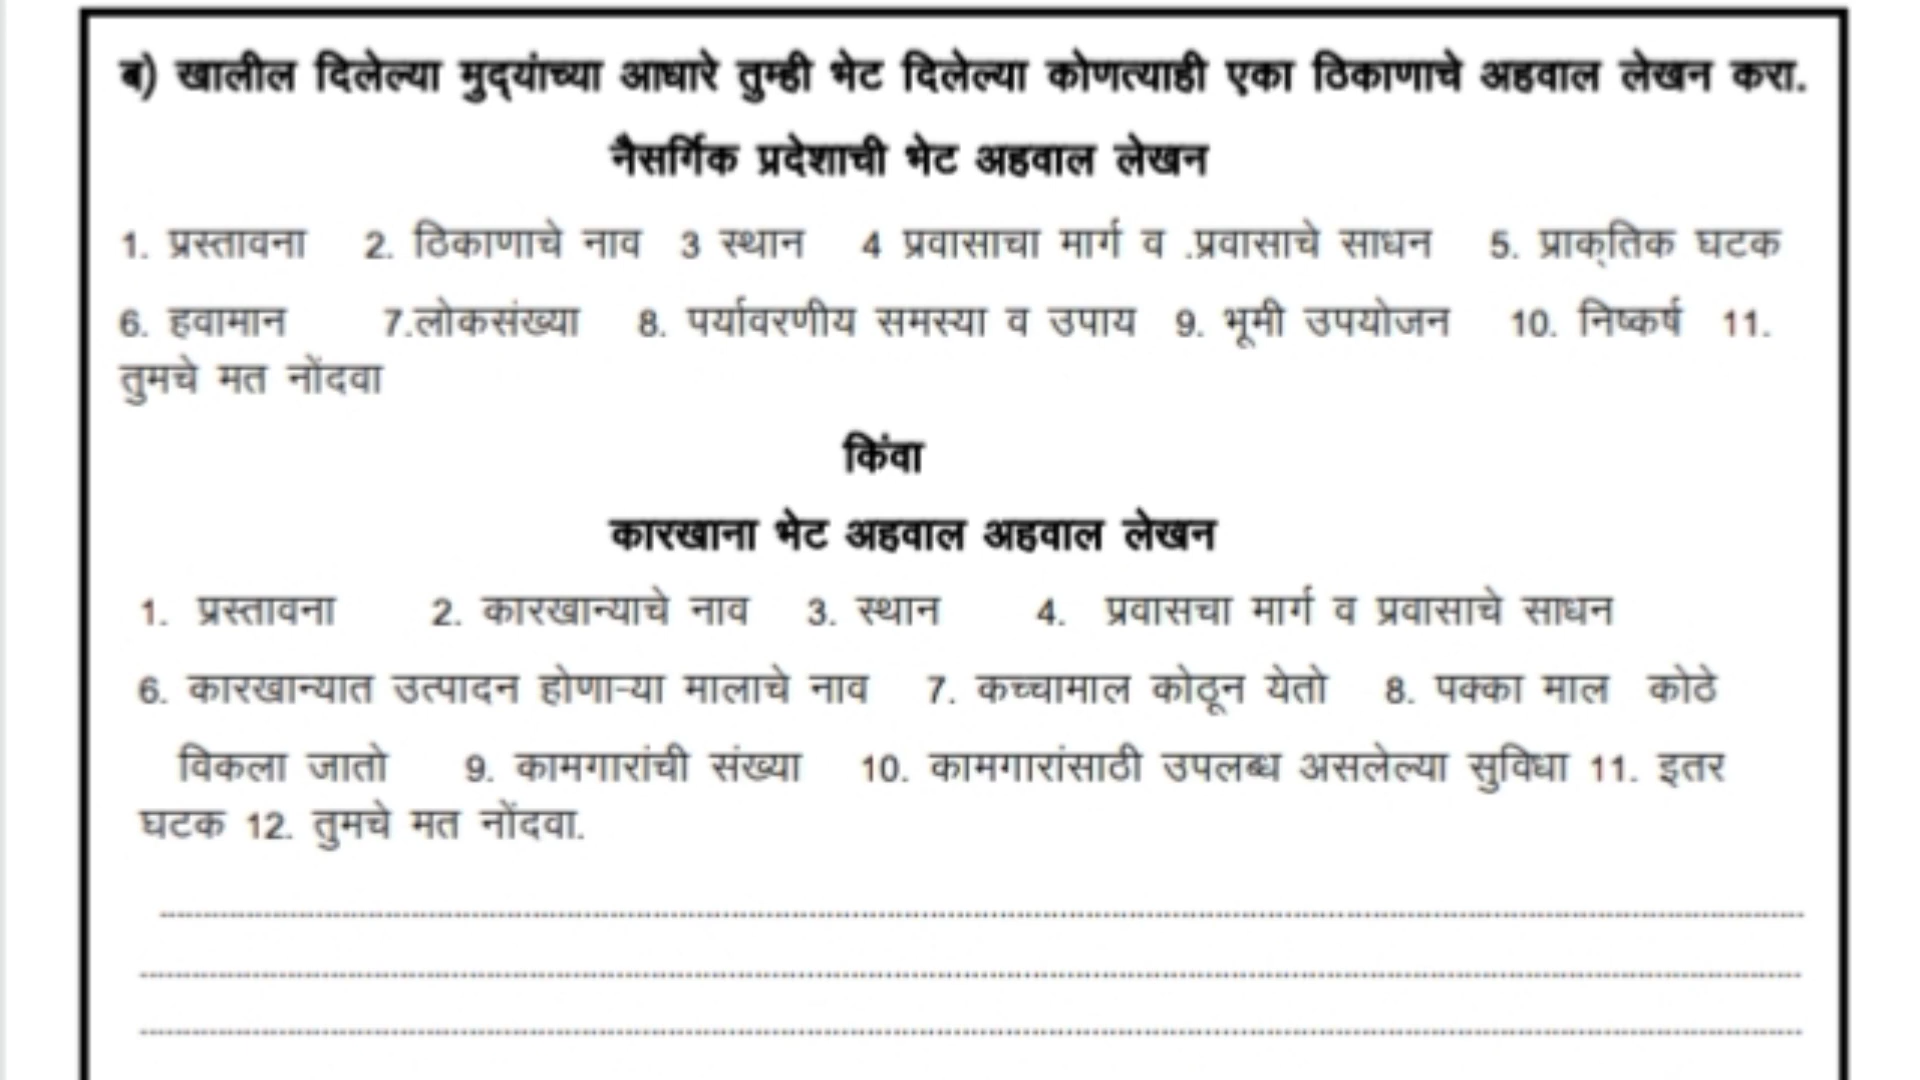 ब) खालील दिलेल्या मुद्‌यांच्या आधारे तुम्ही भेट दिलेल्या कोणत्याही एका ठिकाणाचे अहवाल लेखन करा.
नैसर्गिक प्रदेशाची भेट अहवाल लेखन
1. प्रस्तावना 2. ठिकाणाचे नाव 3 स्थान 4 प्रवासाचा मार्ग व .प्रवासाचे साधन 5. प्राकृतिक घटक
6. हवामान 7.लोकसंख्या 8. पर्यावरणीय समस्या व उपाय 9. भूमी उपयोजन 10. निष्कर्ष 11.
तुमचे मत नोंदवा
किंवा
कारखाना भेट अहवाल अहवाल लेखन
1. प्रस्तावना 2. कारखान्याचे नाव 3. स्थान 4. प्रवासचा मार्ग व प्रवासाचे साधन
6. कारखान्यात उत्पादन होणाऱ्या मालाचे नाव 7. कच्चामाल कोठून येतो 8. पक्का माल कोठे
विकला जातो 9. कामगारांची संख्या 10. कामगारांसाठी उपलब्ध असलेल्या सुविधा 11. इतर
घटक 12. तुमचे मत नोंदवा.